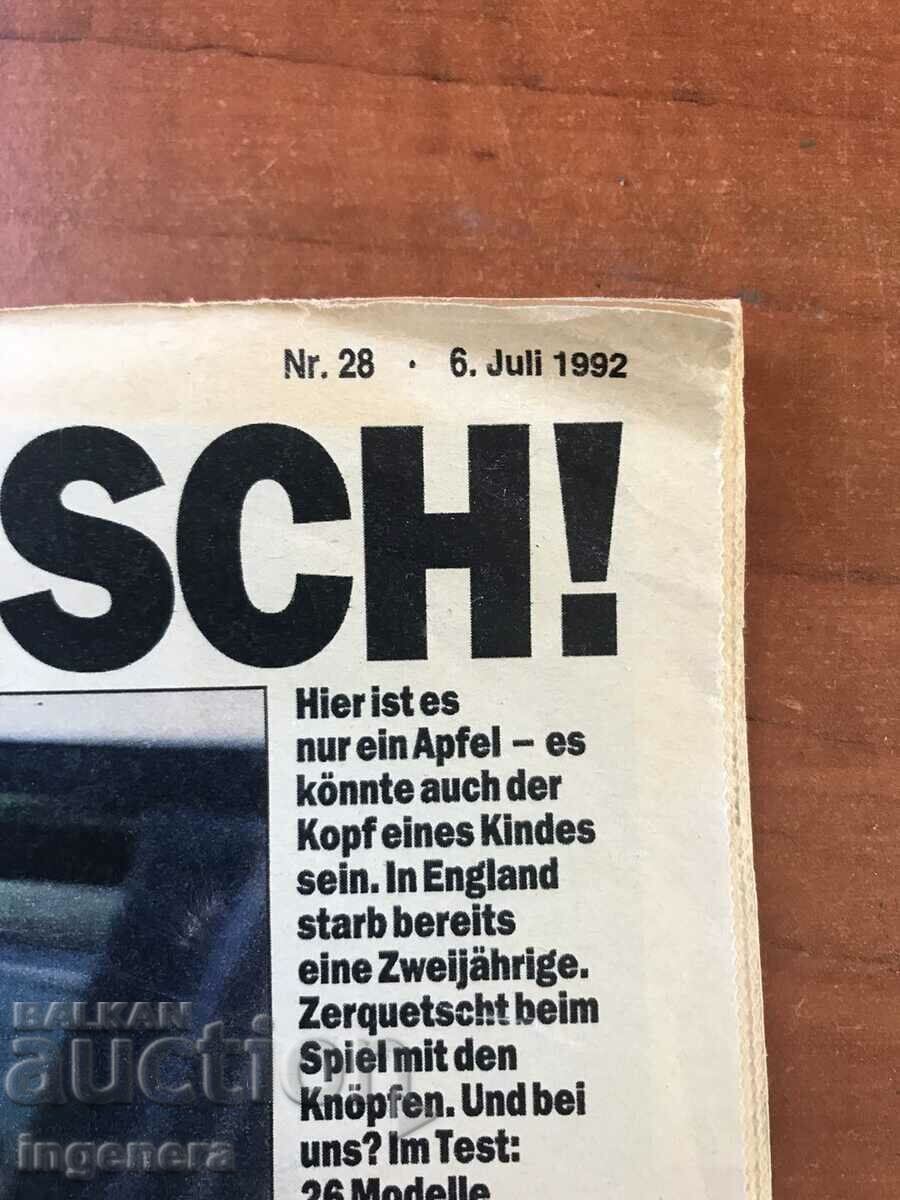 Nr. 28 · 6. Juli 1992
SCH!
Hier ist es
nur ein Apfel – es
könnte auch der
Kopf eines Kindes
sein. In England
starb bereits
eine Zweijährige.
Zerquetscht beim
Spiel mit den
Knöpfen. Und bei
uns? Im Test:
26 Modelle
BALKAN
auction
ingenera